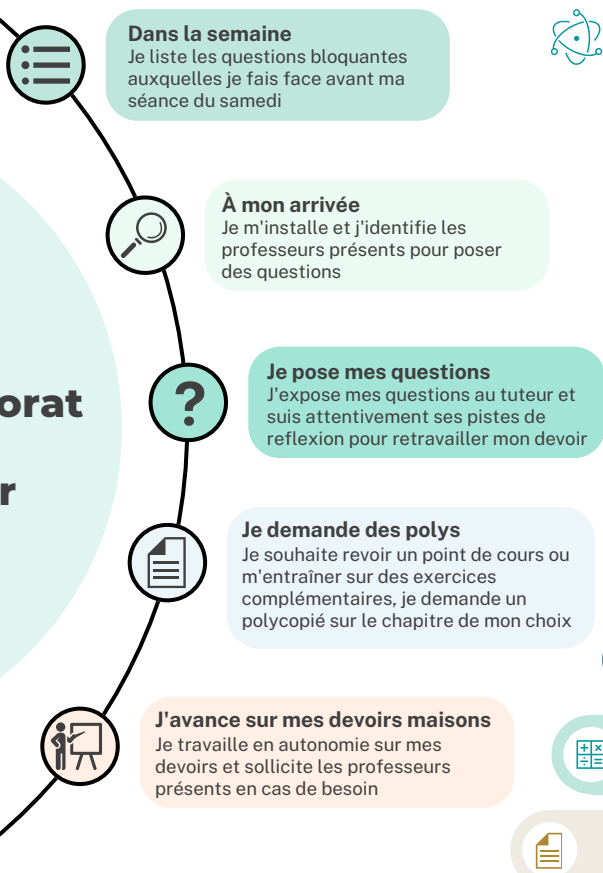 Dans la semaine
Je liste les questions bloquantes
auxquelles je fais face avant ma
séance du samedi
À mon arrivée
Je m'installe et j'identifie les
professeurs présents pour poser
des questions
orat
r
Je pose mes questions
J'expose mes questions au tuteur et
suis attentivement ses pistes de
reflexion pour retravailler mon devoir
Je demande des polys
Je souhaite revoir un point de cours ou
m'entraîner sur des exercices
complémentaires, je demande un
polycopié sur le chapitre de mon choix
J'avance sur mes devoirs maisons
Je travaille en autonomie sur mes
devoirs et sollicite les professeurs
présents en cas de besoin